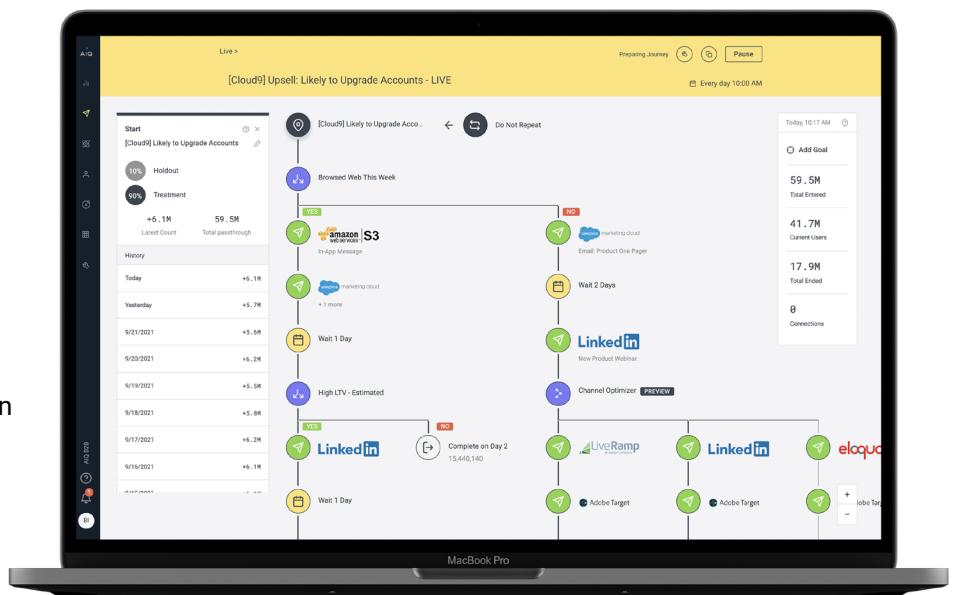 AiQ
Live >
[Cloud9] Upsell: Likely to Upgrade Accounts - LIVE
Preparing Journey
Pause
Every day 10:00 AM
Start
[Cloud9] Likely to Upgrade Accounts
10% Holdout
90% Treatment
+6.1M 59.5M
Latest Count Total passthrough
History
Today +6.1M
Yesterday +5.7M
9/21/2021 +5.6M
9/20/2021 +6.2M
9/19/2021 +5.5M
9/18/2021 +5.8M
9/17/2021 +6.2M
9/16/2021 +6.1M
n
AIQ B2B
1
BI
[Cloud9] Likely to Upgrade Acco...
Do Not Repeat
Browsed Web This Week
YES
NO
amazon web services S3
In-App Message
salesforce marketing cloud
Email: Product One Pager
salesforce marketing cloud
+ 1 more
Wait 2 Days
Wait 1 Day
LinkedIn
New Product Webinar
High LTV - Estimated
Channel Optimizer PREVIEW
YES
NO
LinkedIn
Complete on Day 2
15,440,140
LiveRamp
LinkedIn
eloqua
Wait 1 Day
Adobe Target
Adobe Target
lobe Tar
Today, 10:17 AM
Add Goal
59.5M
Total Entered
41.7M
Current Users
17.9M
Total Ended
0
Connections
+
−
MacBook Pro